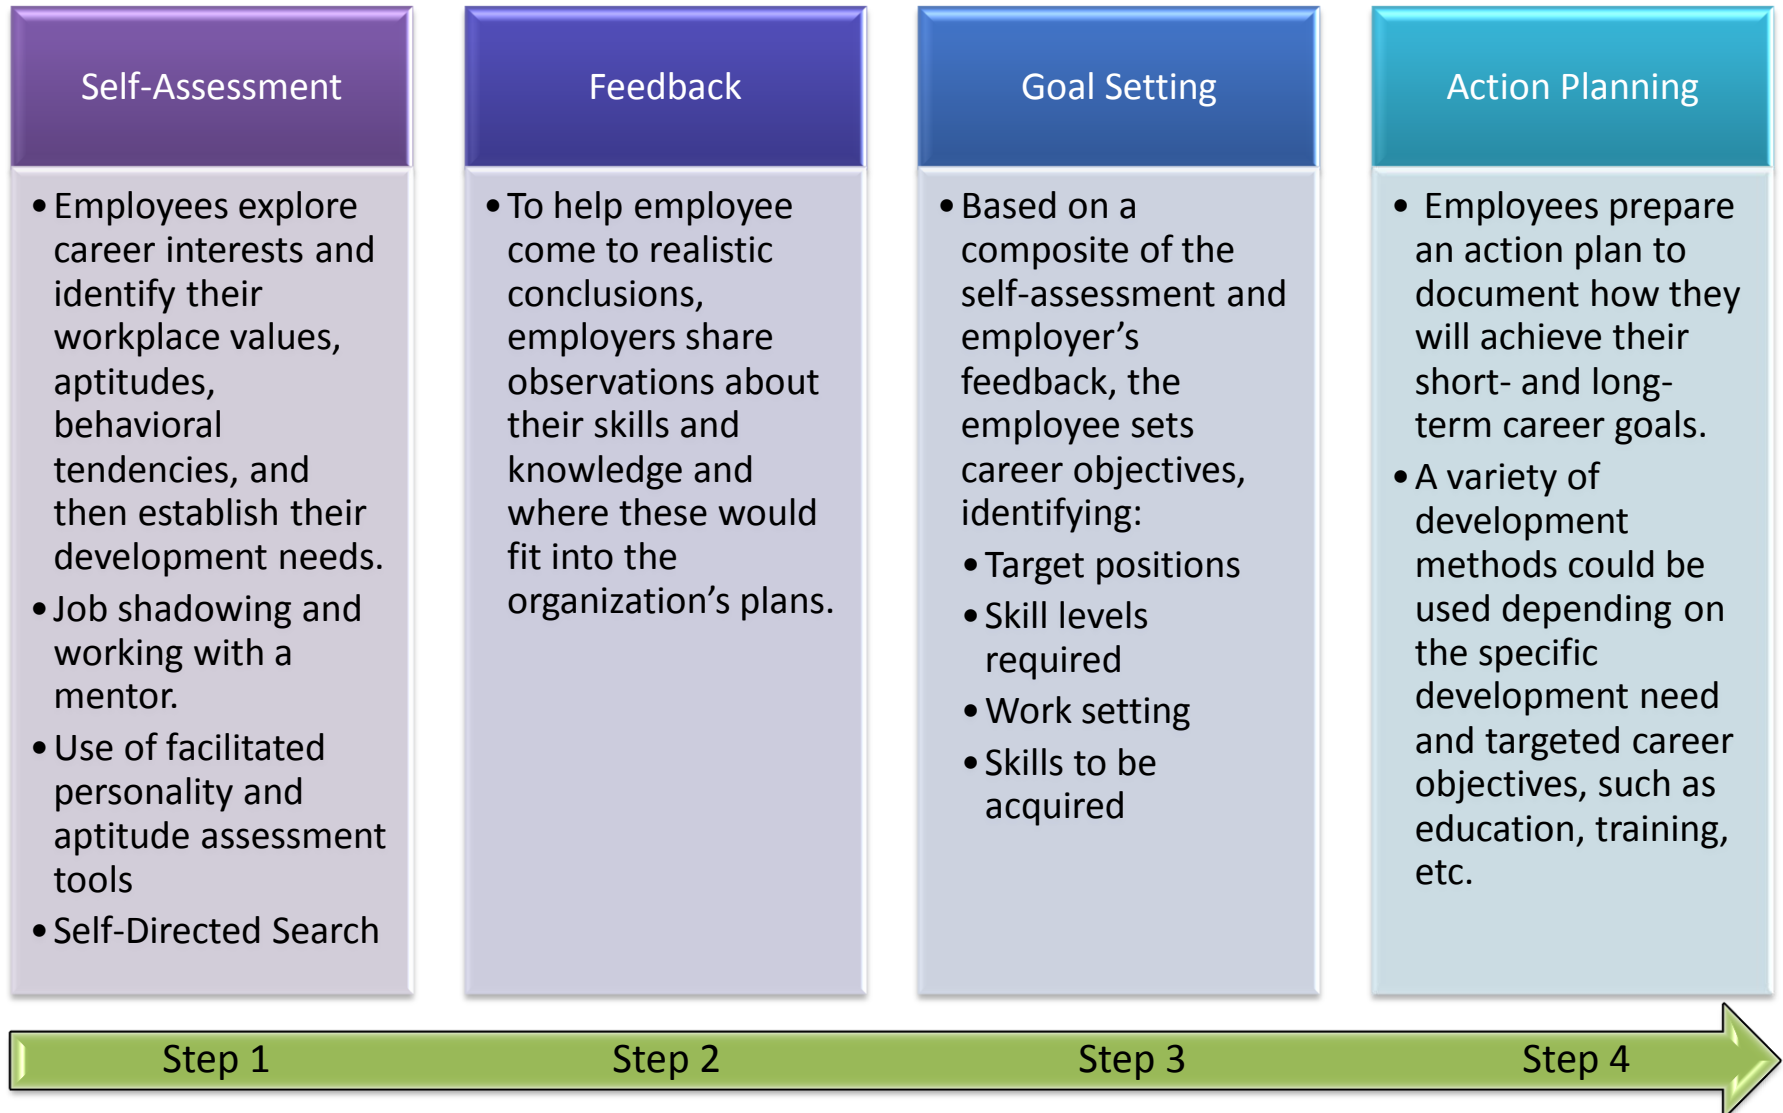 Self-Assessment
• Employees explore
career interests and
identify their
workplace values,
aptitudes,
behavioral
tendencies, and
then establish their
development needs.
• Job shadowing and
working with a
mentor.
• Use of facilitated
personality and
aptitude assessment
tools
• Self-Directed Search
Feedback
• To help employee
come to realistic
conclusions,
employers share
observations about
their skills and
knowledge and
where these would
fit into the
organization’s plans.
Goal Setting
• Based on a
composite of the
self-assessment and
employer’s
feedback, the
employee sets
career objectives,
identifying:
• Target positions
• Skill levels
required
• Work setting
• Skills to be
acquired
Action Planning
• Employees prepare
an action plan to
document how they
will achieve their
short- and long-
term career goals.
• A variety of
development
methods could be
used depending on
the specific
development need
and targeted career
objectives, such as
education, training,
etc.
Step 1
Step 2
Step 3
Step 4